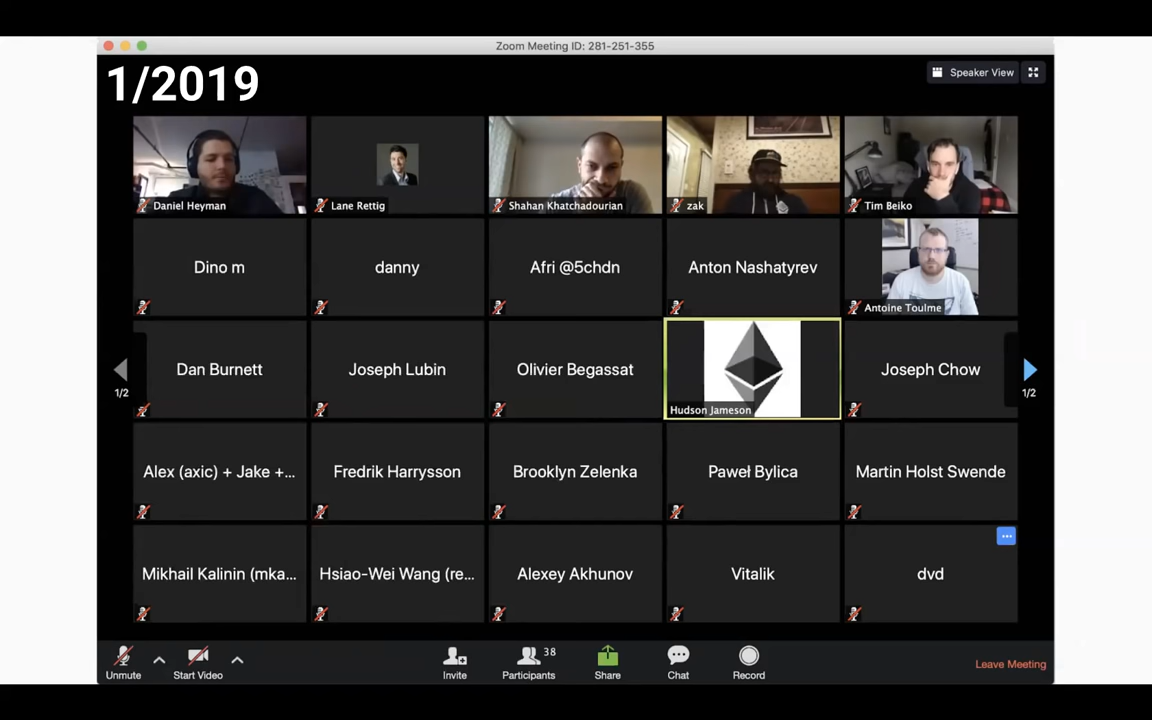 Zoom Meeting ID: 281-251-355
1/2019
Speaker View
Daniel Heyman
Lane Rettig
Shahan Khatchadourian
zak
Tim Beiko
Dino m
danny
Afri @5chdn
Anton Nashatyrev
Antoine Toulme
Dan Burnett
Joseph Lubin
Olivier Begassat
Hudson Jameson
Joseph Chow
1/2
1/2
Alex (axic) + Jake +...
Fredrik Harrysson
Brooklyn Zelenka
Paweł Bylica
Martin Holst Swende
Mikhail Kalinin (mka...
Hsiao-Wei Wang (re...
Alexey Akhunov
Vitalik
dvd
Unmute
Start Video
Invite
Participants
38
Share
Chat
Record
Leave Meeting